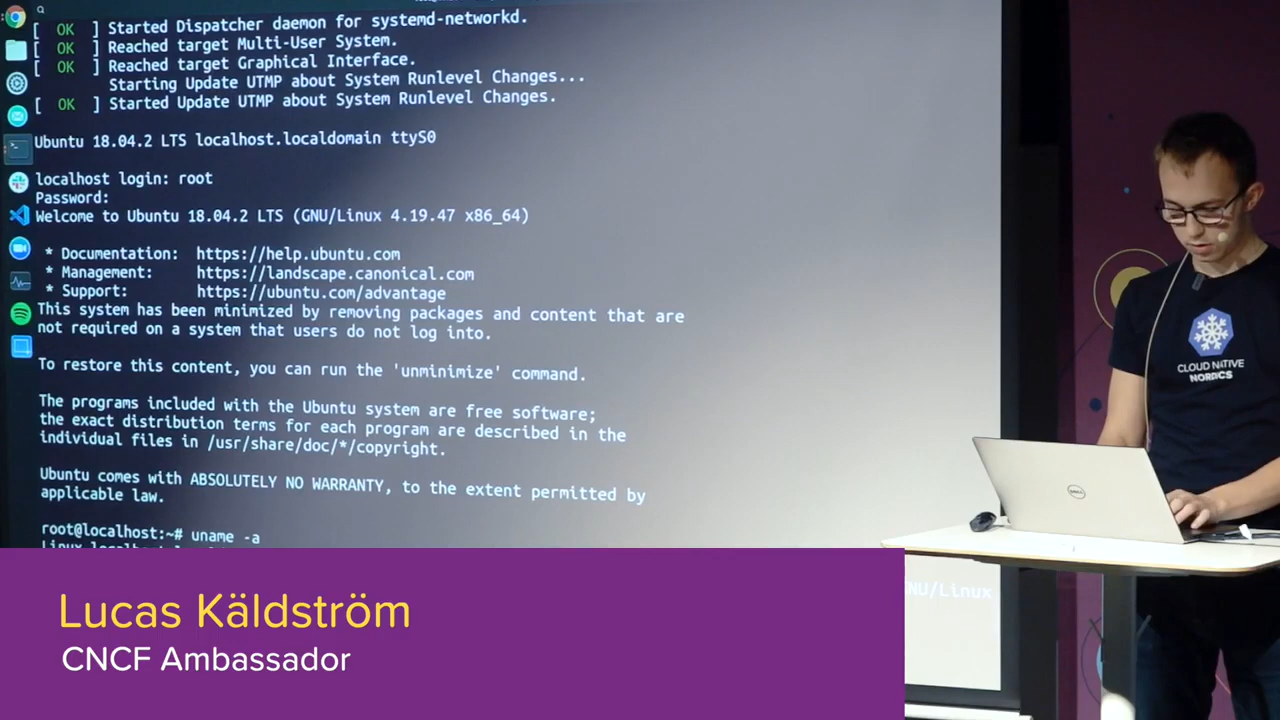 [ OK ] Started Dispatcher daemon for systemd-networkd.
[ OK ] Reached target Multi-User System.
[ OK ] Reached target Graphical Interface.
Starting Update UTMP about System Runlevel Changes...
[ OK ] Started Update UTMP about System Runlevel Changes.
Ubuntu 18.04.2 LTS localhost.localdomain ttyS0
localhost login: root
Password:
Welcome to Ubuntu 18.04.2 LTS (GNU/Linux 4.19.47 x86_64)
* Documentation: https://help.ubuntu.com
* Management: https://landscape.canonical.com
* Support: https://ubuntu.com/advantage
This system has been minimized by removing packages and content that are
not required on a system that users do not log into.
To restore this content, you can run the 'unminimize' command.
The programs included with the Ubuntu system are free software;
the exact distribution terms for each program are described in the
individual files in /usr/share/doc/*/copyright.
Ubuntu comes with ABSOLUTELY NO WARRANTY, to the extent permitted by
applicable law.
root@localhost:~# uname -a
NU/Linux
CLOUD NATIVE
NORDICS
DELL
Lucas Käldström
CNCF Ambassador